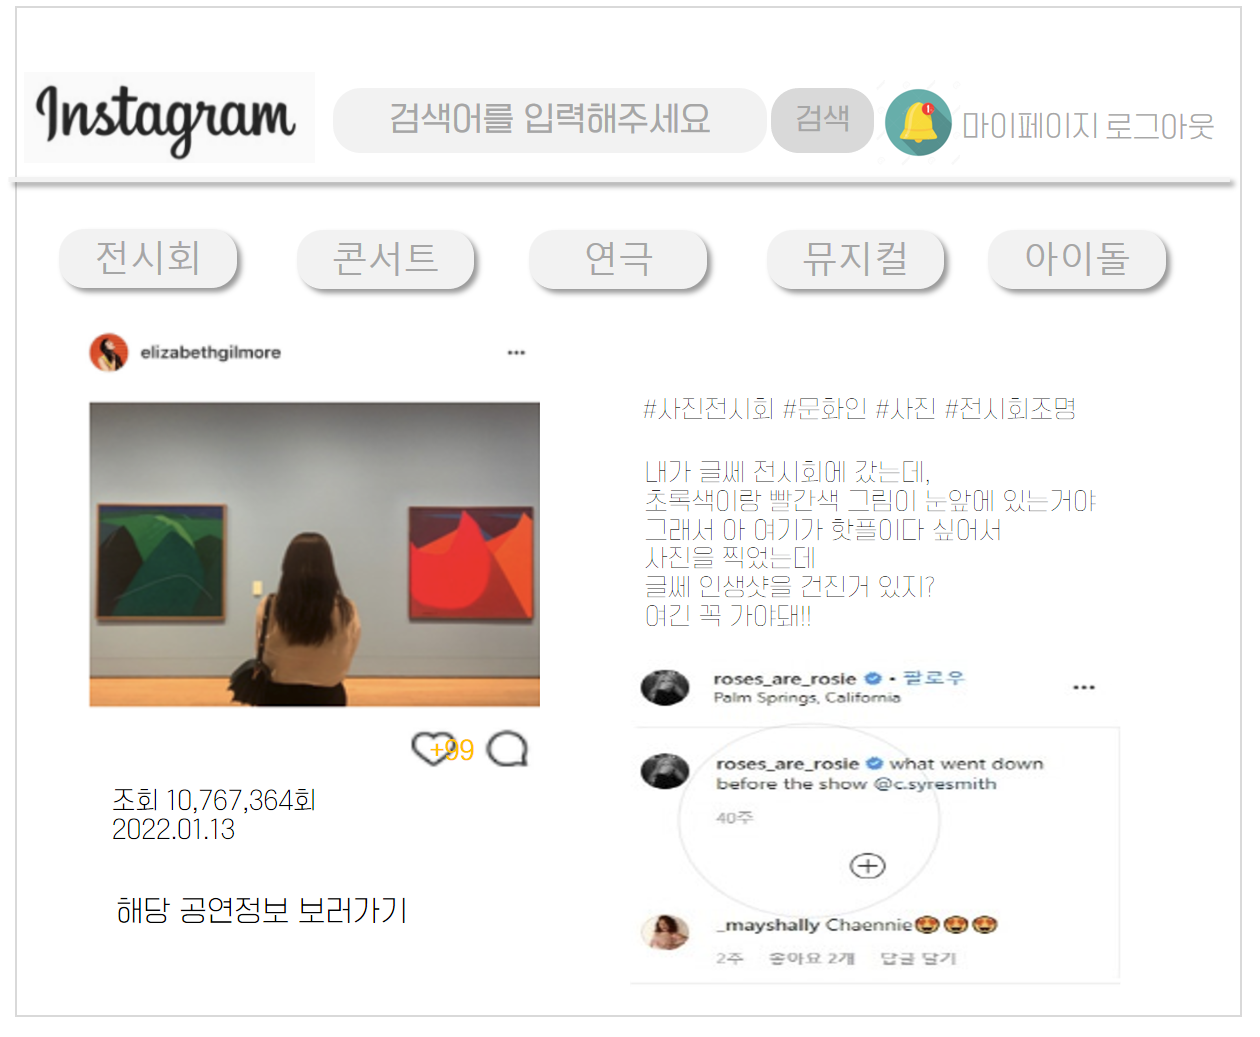 Instagram
검색어를 입력해주세요
검색
마이페이지 로그아웃
전시회
콘서트
연극
뮤지컬
아이돌
elizabethgilmore
+99
조회 10,767,364회
2022.01.13
해당 공연정보 보러가기
#사진전시회 #문화인 #사진 #전시회조명
내가 글쎄 전시회에 갔는데,
초록색이랑 빨간색 그림이 눈앞에 있는거야
그래서 아 여기가 핫플이다 싶어서
사진을 찍었는데
글쎄 인생샷을 건진거 있지?
여긴 꼭 가야돼!!
roses_are_rosie • 팔로우
Palm Springs, California
roses_are_rosie what went down
before the show @c.syresmith
40주
_mayshally Chaennie😍😍😍
2주 좋아요 2개 답글 달기